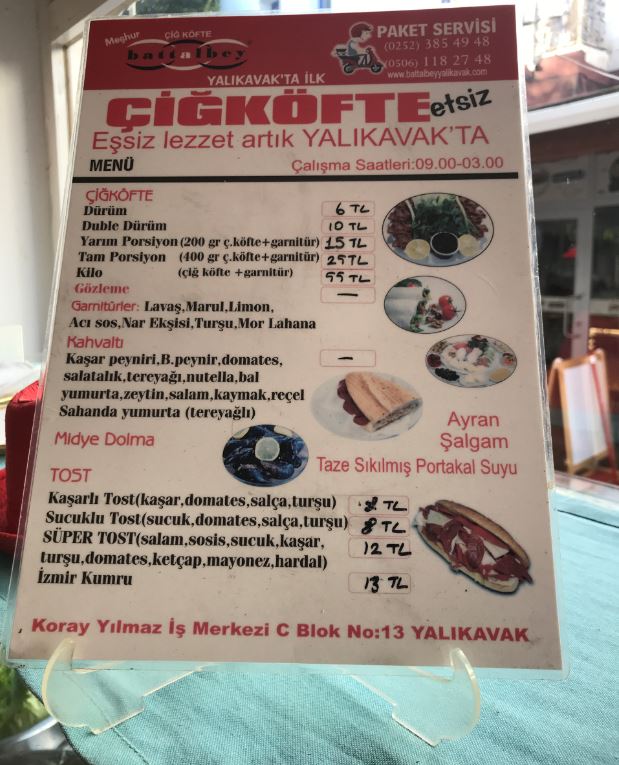 Meşhur ÇİĞ KÖFTE
battalbey
PAKET SERVİSİ
(0252) 385 49 48
(0506) 118 27 48
www.battalbeyyalikavak.com
YALIKAVAK'TA İLK
ÇİĞKÖFTE etsiz
Eşsiz lezzet artık YALIKAVAK'TA
MENÜ Çalışma Saatleri:09.00-03.00
ÇİĞKÖFTE
Dürüm 6 TL
Duble Dürüm 10 TL
Yarım Porsiyon (200 gr ç.köfte+garnitür) 15 TL
Tam Porsiyon (400 gr ç.köfte+garnitür) 25 TL
Kilo (çiğ köfte +garnitür) 55 TL
Gözleme —
Garnitürler: Lavaş,Marul,Limon,
Acı sos,Nar Ekşisi,Turşu,Mor Lahana
Kahvaltı
Kaşar peyniri,B.peynir,domates, —
salatalık,tereyağı,nutella,bal
yumurta,zeytin,salam,kaymak,reçel
Sahanda yumurta (tereyağlı)
Midye Dolma
Ayran
Şalgam
Taze Sıkılmış Portakal Suyu
TOST
Kaşarlı Tost(kaşar,domates,salça,turşu) 8 TL
Sucuklu Tost(sucuk,domates,salça,turşu) 8 TL
SÜPER TOST(salam,sosis,sucuk,kaşar, 12 TL
turşu,domates,ketçap,mayonez,hardal)
İzmir Kumru 13 TL
Koray Yılmaz İş Merkezi C Blok No:13 YALIKAVAK